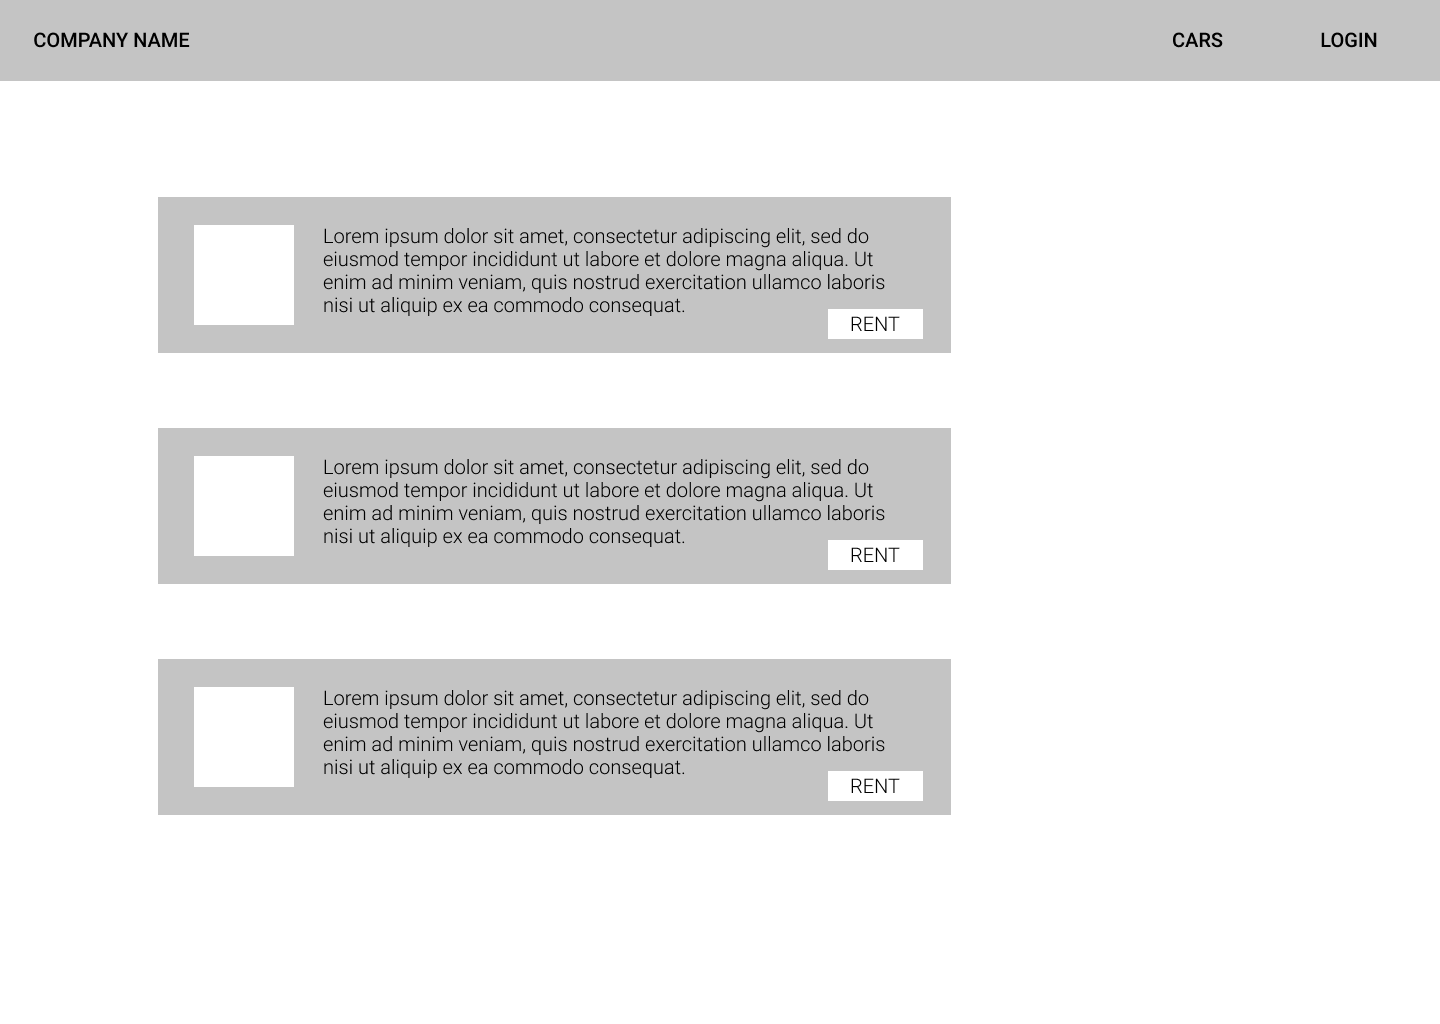 COMPANY NAME
CARS
LOGIN
Lorem ipsum dolor sit amet, consectetur adipiscing elit, sed do
eiusmod tempor incididunt ut labore et dolore magna aliqua. Ut
enim ad minim veniam, quis nostrud exercitation ullamco laboris
nisi ut aliquip ex ea commodo consequat.
RENT
Lorem ipsum dolor sit amet, consectetur adipiscing elit, sed do
eiusmod tempor incididunt ut labore et dolore magna aliqua. Ut
enim ad minim veniam, quis nostrud exercitation ullamco laboris
nisi ut aliquip ex ea commodo consequat.
RENT
Lorem ipsum dolor sit amet, consectetur adipiscing elit, sed do
eiusmod tempor incididunt ut labore et dolore magna aliqua. Ut
enim ad minim veniam, quis nostrud exercitation ullamco laboris
nisi ut aliquip ex ea commodo consequat.
RENT